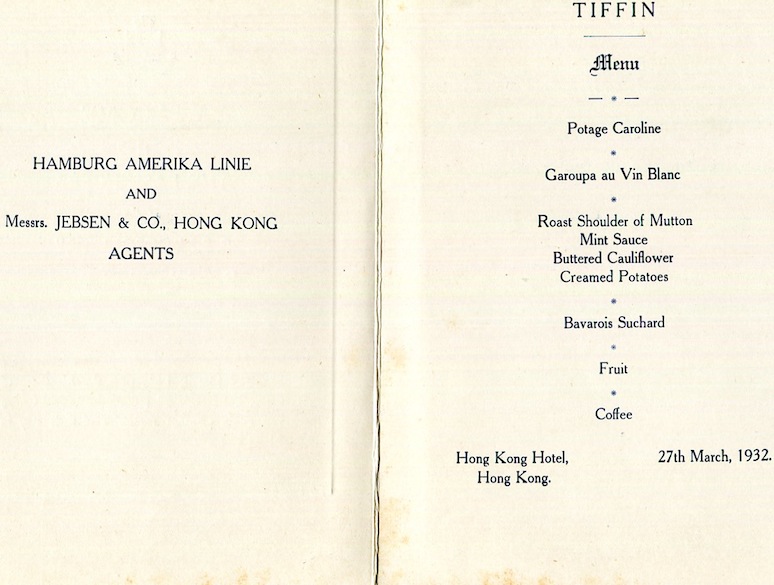 HAMBURG AMERIKA LINIE
AND
Messrs. JEBSEN & CO., HONG KONG
AGENTS
TIFFIN
Menu
Potage Caroline
Garoupa au Vin Blanc
Roast Shoulder of Mutton
Mint Sauce
Buttered Cauliflower
Creamed Potatoes
Bavarois Suchard
Fruit
Coffee
Hong Kong Hotel,
Hong Kong.
27th March, 1932.